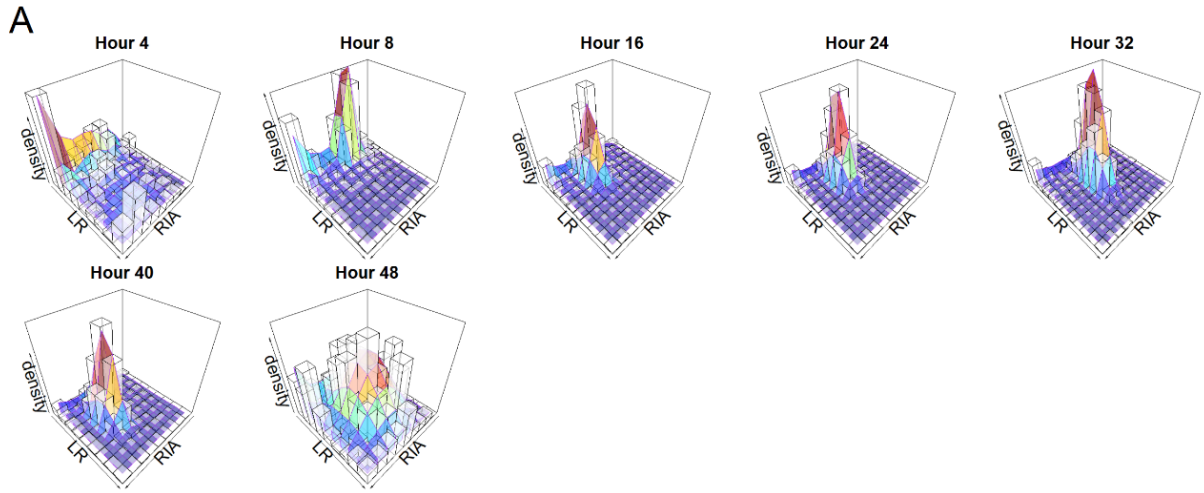 A
Hour 4
Hour 8
Hour 16
Hour 24
Hour 32
density
LR
RIA
density
LR
RIA
density
LR
RIA
density
LR
RIA
density
LR
RIA
Hour 40
Hour 48
density
LR
RIA
density
LR
RIA